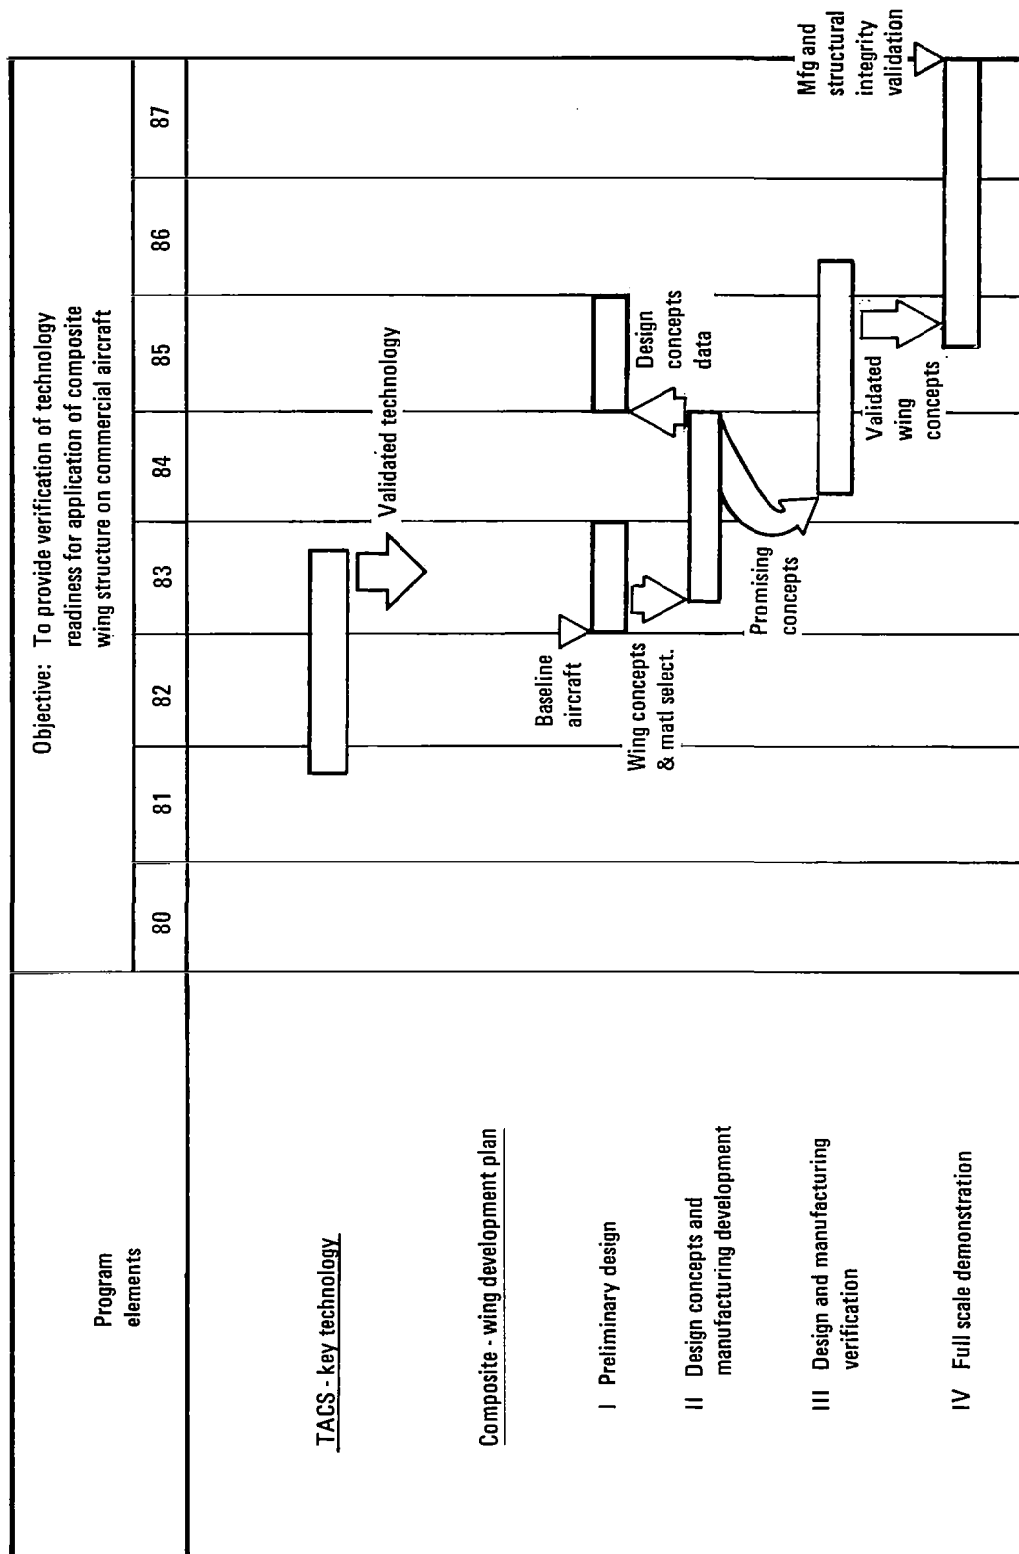 Program
elements
Objective: To provide verification of technology
readiness for application of composite
wing structure on commercial aircraft
80 81 82 83 84 85 86 87
TACS - key technology
Validated technology
Composite - wing development plan
Baseline
aircraft
I Preliminary design
Wing concepts
& matl select.
Design
concepts
data
II Design concepts and
manufacturing development
Promising
concepts
III Design and manufacturing
verification
Validated
wing
concepts
Mfg and
structural
integrity
validation
IV Full scale demonstration